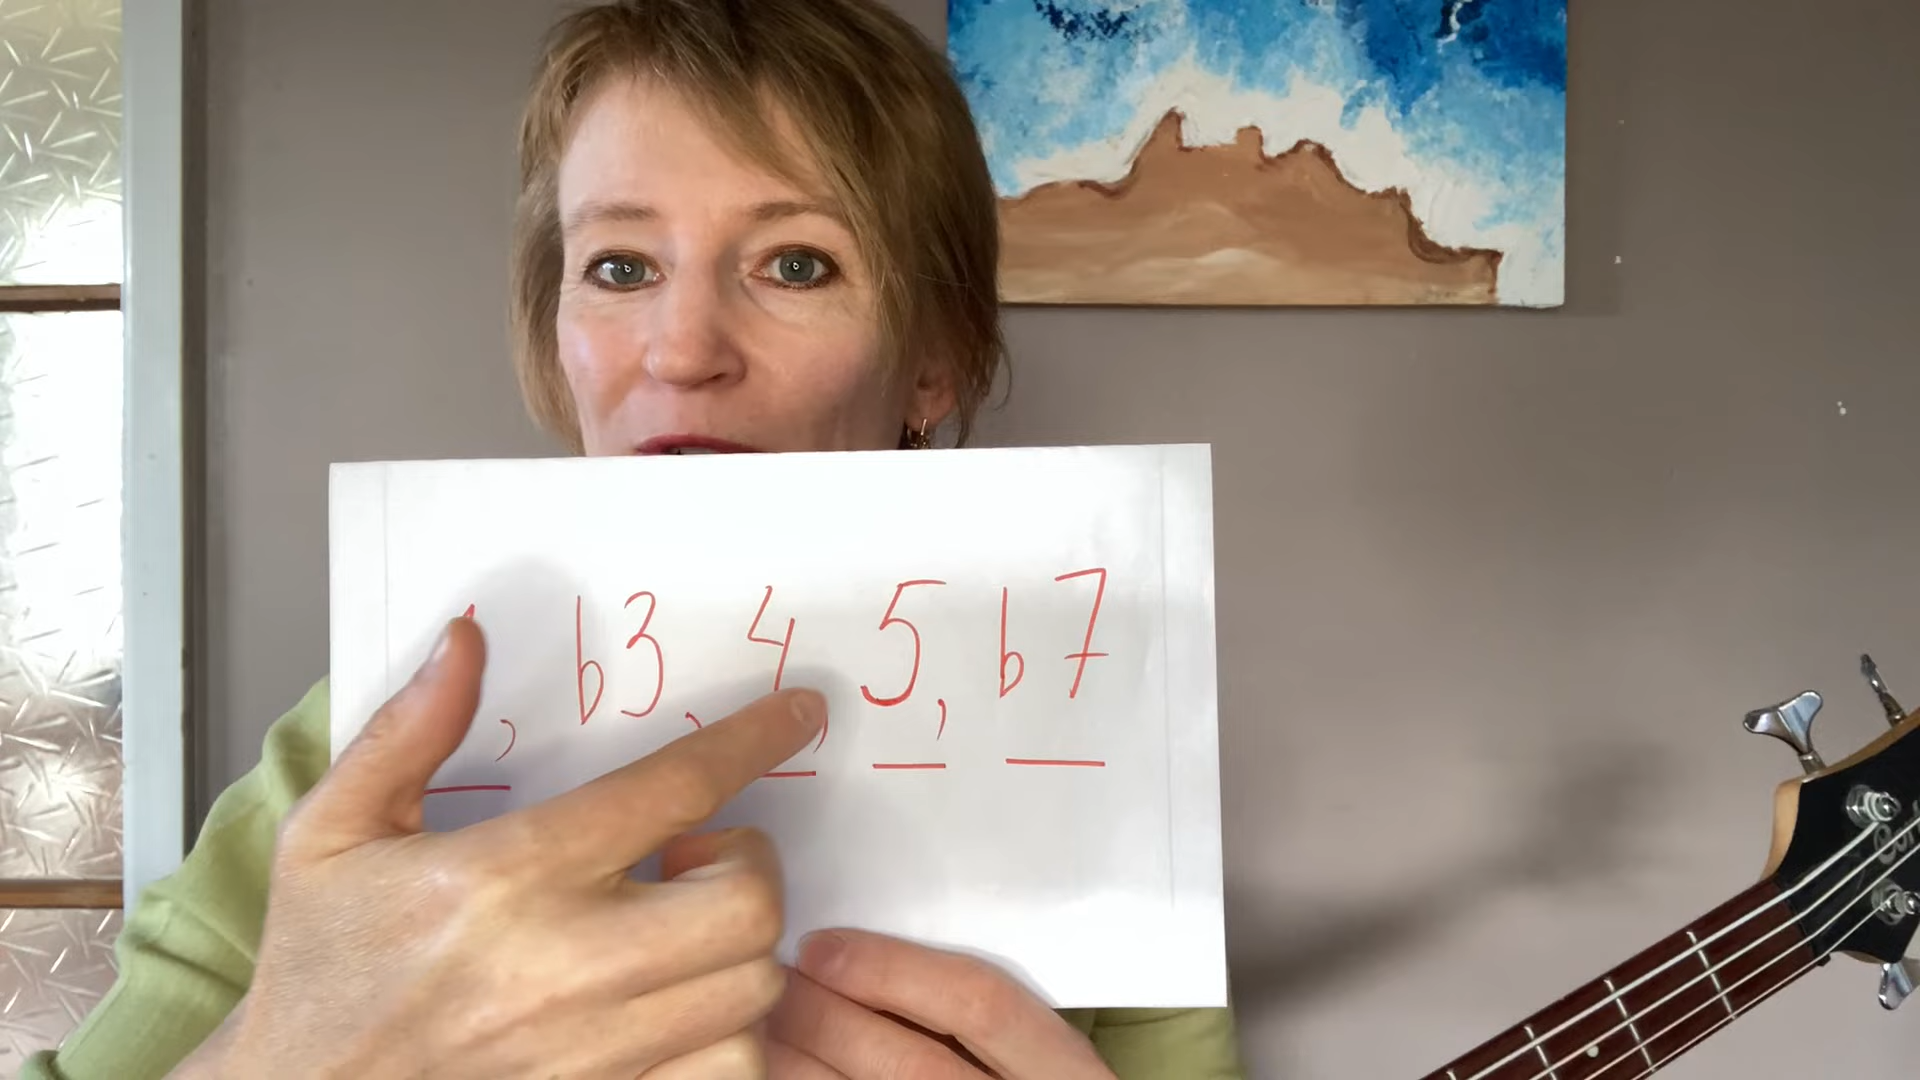 , b3, 4, 5, b7